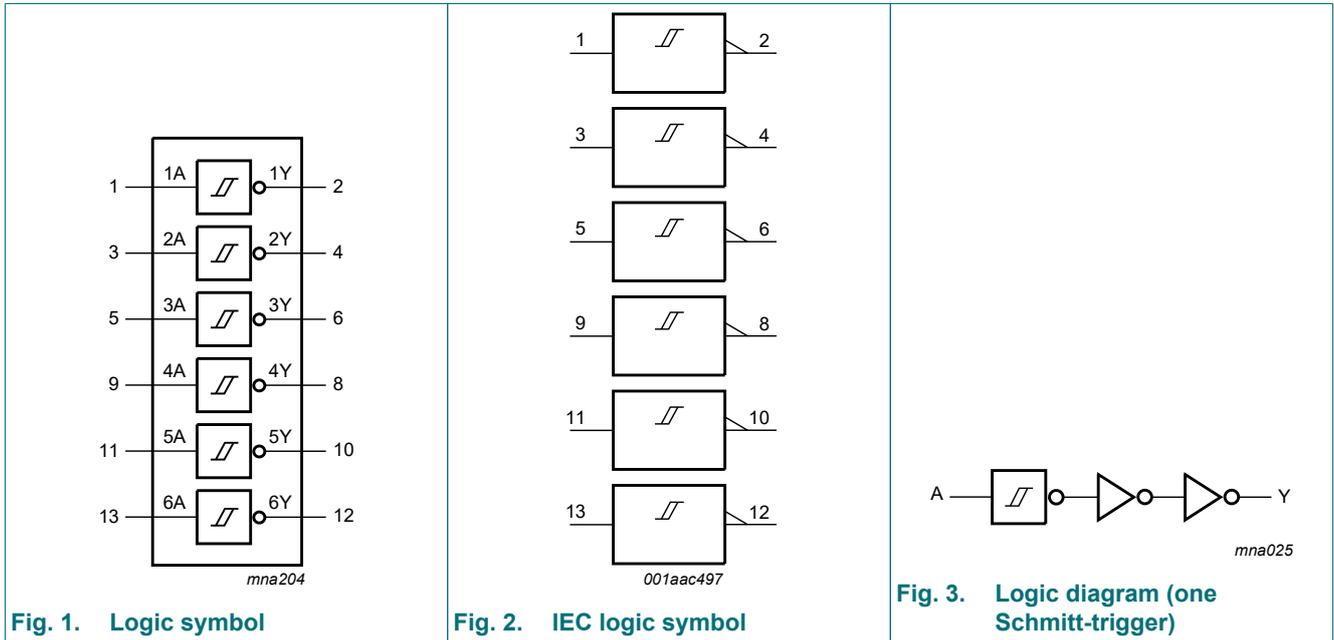 1 1A 1Y 2
3 2A 2Y 4
5 3A 3Y 6
9 4A 4Y 8
11 5A 5Y 10
13 6A 6Y 12
mna204
Fig. 1. Logic symbol
1 2
3 4
5 6
9 8
11 10
13 12
001aac497
Fig. 2. IEC logic symbol
A Y
mna025
Fig. 3. Logic diagram (one
Schmitt-trigger)